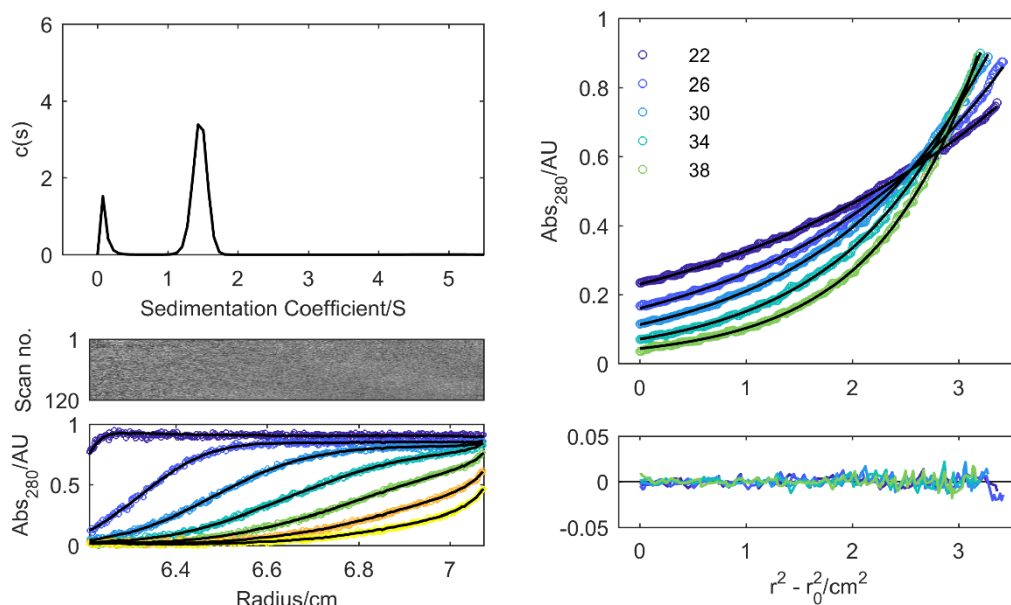 6
4
2
0
c(s)
0 1 2 3 4 5
Sedimentation Coefficient/S
1
120
Scan no.
1
0.5
0
Abs280/AU
6.4 6.6 6.8 7
Radius/cm
1
0.8
0.6
0.4
0.2
0
Abs280/AU
22
26
30
34
38
0 1 2 3
0.05
0
-0.05
0 1 2 3
r² - r₀²/cm²